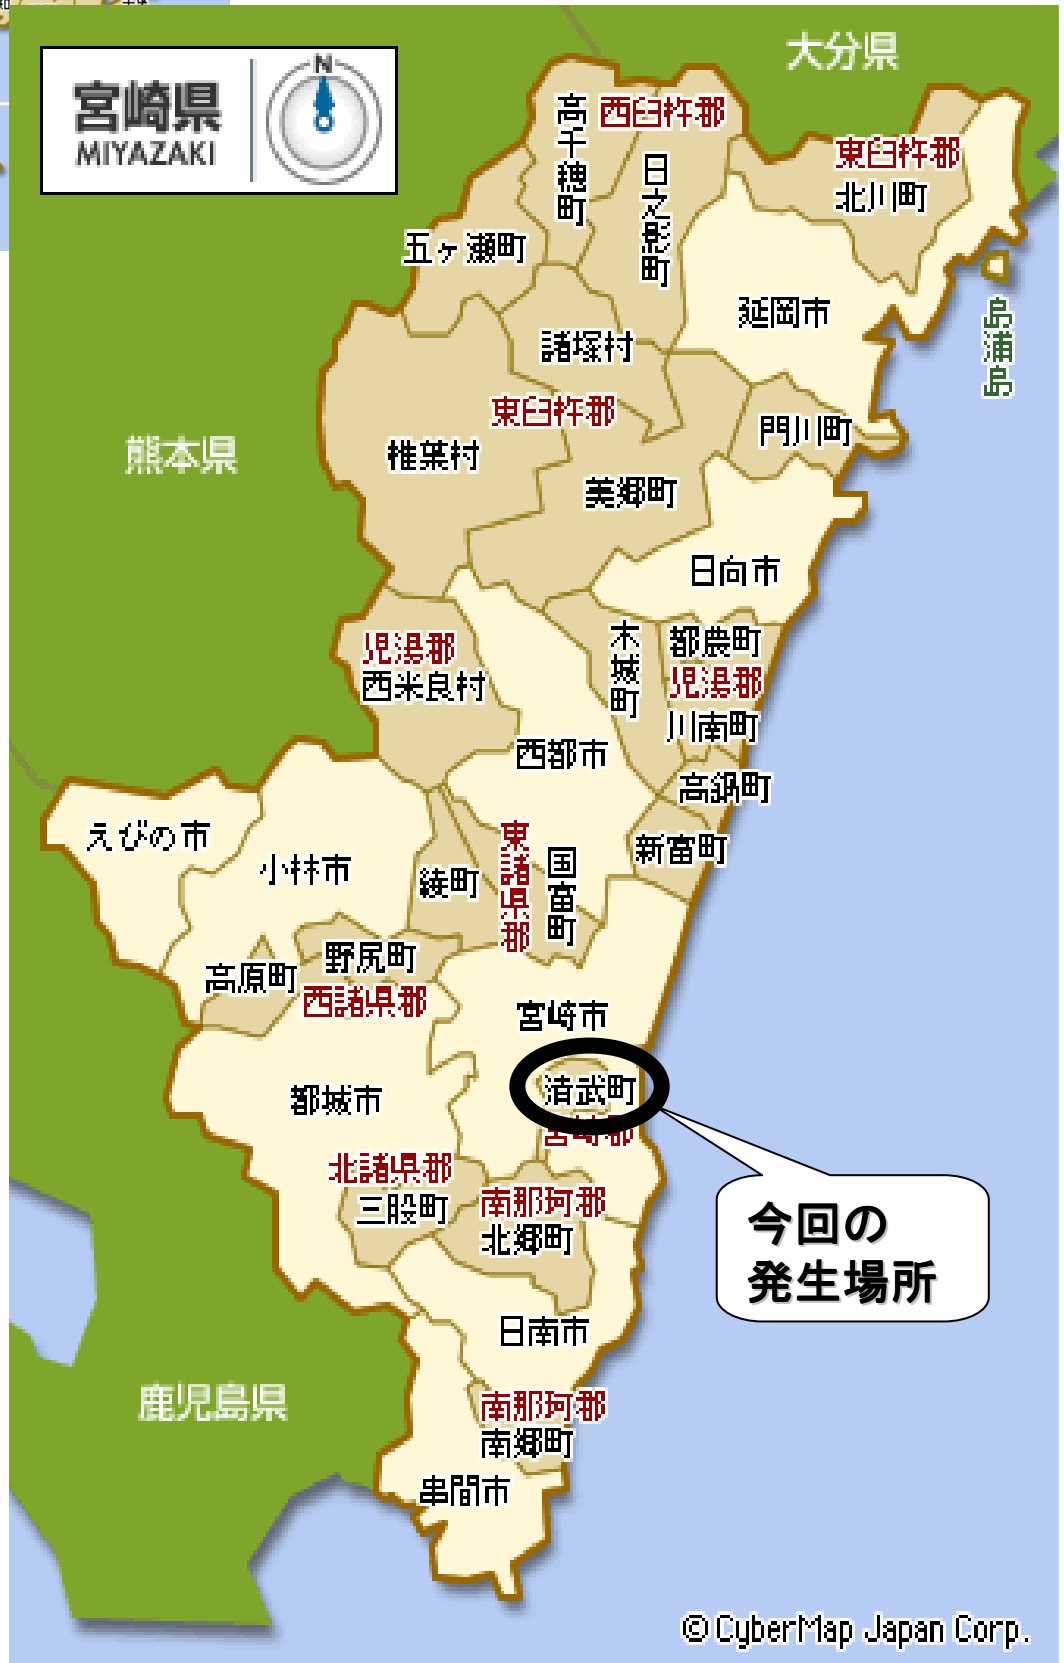 大分県
宮崎県
MIYAZAKI
N
高千穂町
西臼杵郡
日之影町
東臼杵郡
北川町
五ヶ瀬町
延岡市
島浦島
諸塚村
東臼杵郡
椎葉村
門川町
熊本県
美郷町
日向市
児湯郡
西米良村
木城町
都農町
児湯郡
川南町
西都市
高鍋町
えびの市
小林市
綾町
東諸県郡
国富町
新富町
野尻町
高原町
西諸県郡
宮崎市
清武町
宮崎郡
都城市
北諸県郡
三股町
南那珂郡
北郷町
今回の
発生場所
日南市
鹿児島県
南那珂郡
南郷町
串間市
© CyberMap Japan Corp.